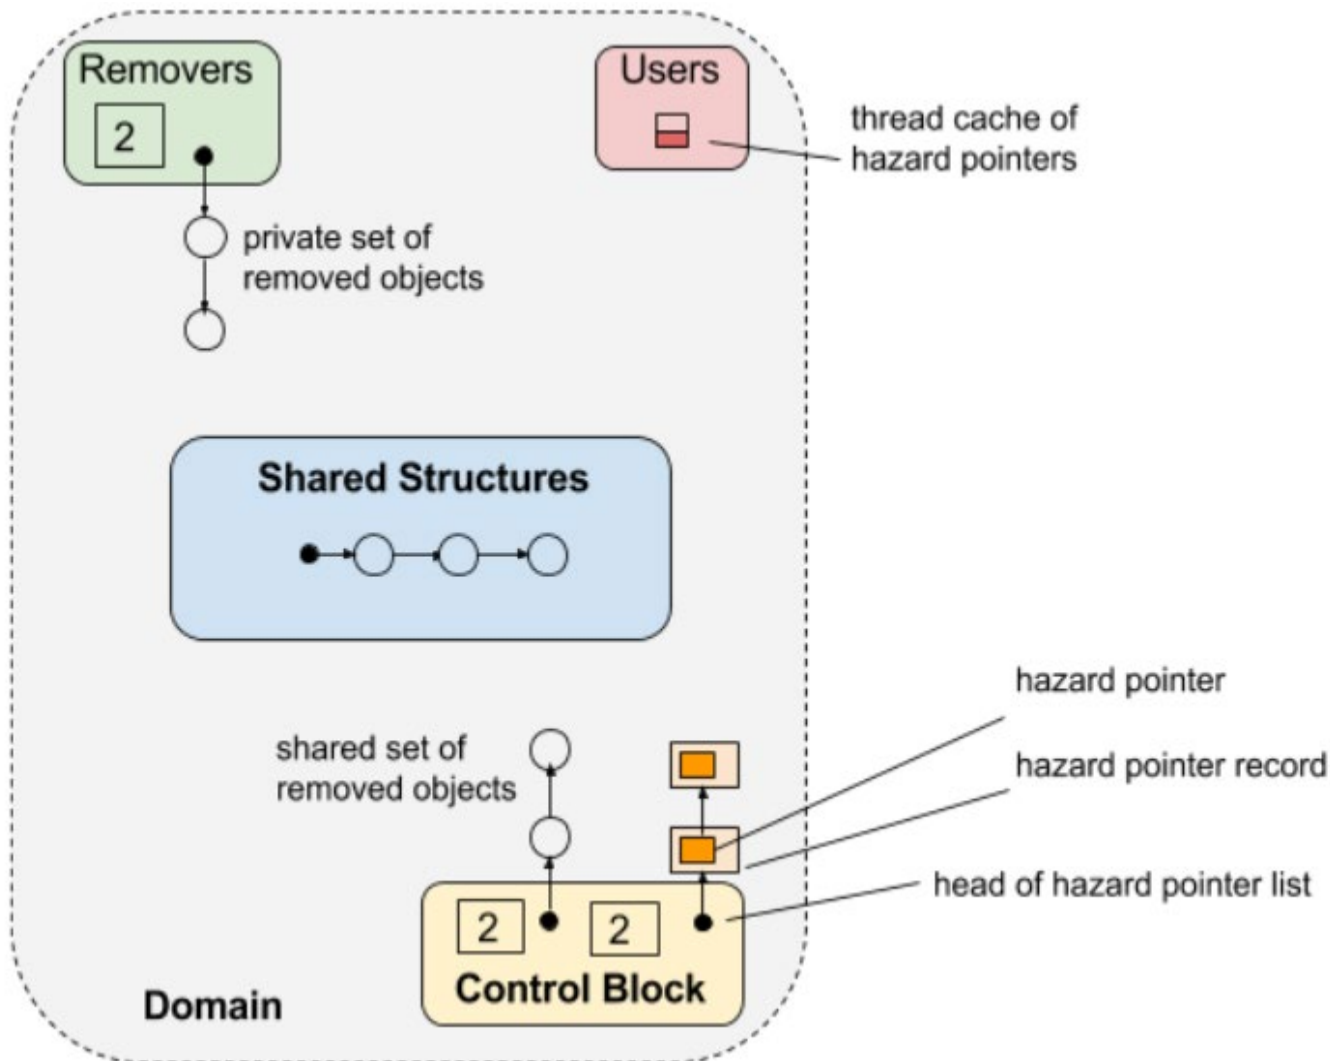 Removers
2
Users
thread cache of
hazard pointers
private set of
removed objects
Shared Structures
hazard pointer
shared set of
removed objects
hazard pointer record
head of hazard pointer list
2
2
Control Block
Domain